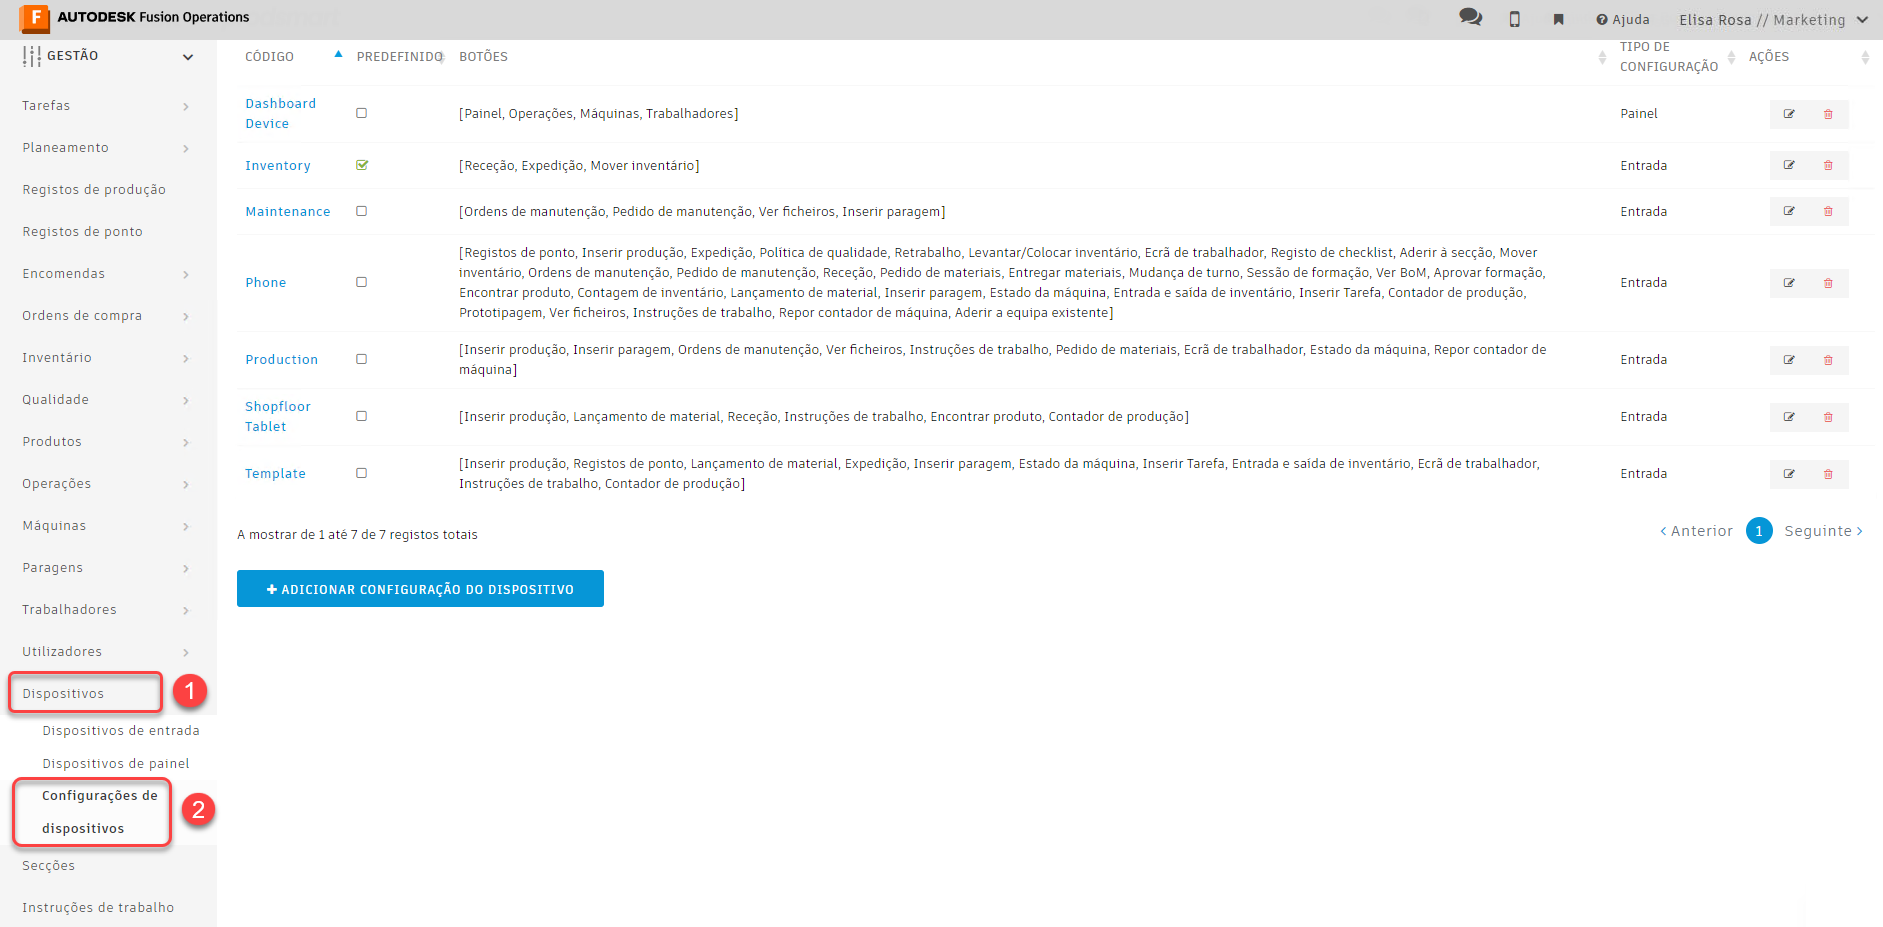 F AUTODESK Fusion Operations
Ajuda
Elisa Rosa // Marketing
GESTÃO
Tarefas
Planeamento
Registos de produção
Registos de ponto
Encomendas
Ordens de compra
Inventário
Qualidade
Produtos
Operações
Máquinas
Paragens
Trabalhadores
Utilizadores
Dispositivos
1
Dispositivos de entrada
Dispositivos de painel
Configurações de
dispositivos
2
Secções
Instruções de trabalho
CÓDIGO
PREDEFINIDO
BOTÕES
TIPO DE
CONFIGURAÇÃO
AÇÕES
Dashboard
Device
[Painel, Operações, Máquinas, Trabalhadores]
Painel
Inventory
[Receção, Expedição, Mover inventário]
Entrada
Maintenance
[Ordens de manutenção, Pedido de manutenção, Ver ficheiros, Inserir paragem]
Entrada
Phone
[Registos de ponto, Inserir produção, Expedição, Política de qualidade, Retrabalho, Levantar/Colocar inventário, Ecrã de trabalhador, Registo de checklist, Aderir à secção, Mover
inventário, Ordens de manutenção, Pedido de manutenção, Receção, Pedido de materiais, Entregar materiais, Mudança de turno, Sessão de formação, Ver BoM, Aprovar formação,
Encontrar produto, Contagem de inventário, Lançamento de material, Inserir paragem, Estado da máquina, Entrada e saída de inventário, Inserir Tarefa, Contador de produção,
Prototipagem, Ver ficheiros, Instruções de trabalho, Repor contador de máquina, Aderir a equipa existente]
Entrada
Production
[Inserir produção, Inserir paragem, Ordens de manutenção, Ver ficheiros, Instruções de trabalho, Pedido de materiais, Ecrã de trabalhador, Estado da máquina, Repor contador de
máquina]
Entrada
Shopfloor
Tablet
[Inserir produção, Lançamento de material, Receção, Instruções de trabalho, Encontrar produto, Contador de produção]
Entrada
Template
[Inserir produção, Registos de ponto, Lançamento de material, Expedição, Inserir paragem, Estado da máquina, Inserir Tarefa, Entrada e saída de inventário, Ecrã de trabalhador,
Instruções de trabalho, Contador de produção]
Entrada
A mostrar de 1 até 7 de 7 registos totais
Anterior 1 Seguinte
ADICIONAR CONFIGURAÇÃO DO DISPOSITIVO